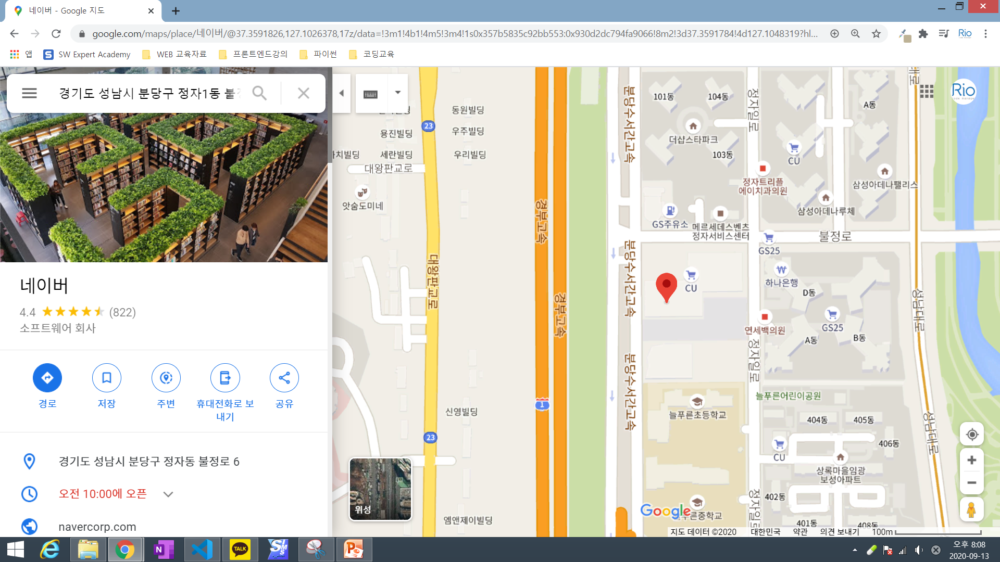 네이버 - Google 지도
google.com/maps/place/네이버/@37.3591826,127.1026378,17z/data=!3m1!4b1!4m5!3m4!1s0x357b5835c92bb553:0x930d2dc794fa9066!8m2!3d37.3591784!4d127.1048319?hl...
Rio
앱
SW Expert Academy
WEB 교육자료
프론트엔드강의
파이썬
코딩교육
경기도 성남시 분당구 정자1동
네이버
4.4
(822)
소프트웨어 회사
경로
저장
주변
휴대전화로 보
내기
공유
경기도 성남시 분당구 정자동 불정로 6
오전 10:00에 오픈
navercorp.com
동원빌딩
23
용진빌딩
우주빌딩
세란빌딩
우리빌딩
대왕판교로
앗숨도미네
대왕판교로
경부고속
경부고속
1
신영빌딩
23
엠앤제이빌딩
위성
분당수서간고속
분당수서간고속
분당수서간고속
101동
104동
더샵스타파크
103동
정자일로
A동
Rio
CU
정자트리플
에이치과의원
삼성아데나팰리스
삼성아데나루체
GS주유소
메르세데스벤츠
정자서비스센터
불정로
GS25
CU
하나은행
D동
GS25
연세백의원
A동
B동
정자일로
성남대로
늘푸른어린이공원
늘푸른초등학교
404동
405동
성남대로
406동
CU
상록마을임광
보성아파트
402동
정자일로
401동
408동
Google
지도 데이터 ©2020
대한민국
약관
의견 보내기
100m
TALK
오후 8:08
2020-09-13